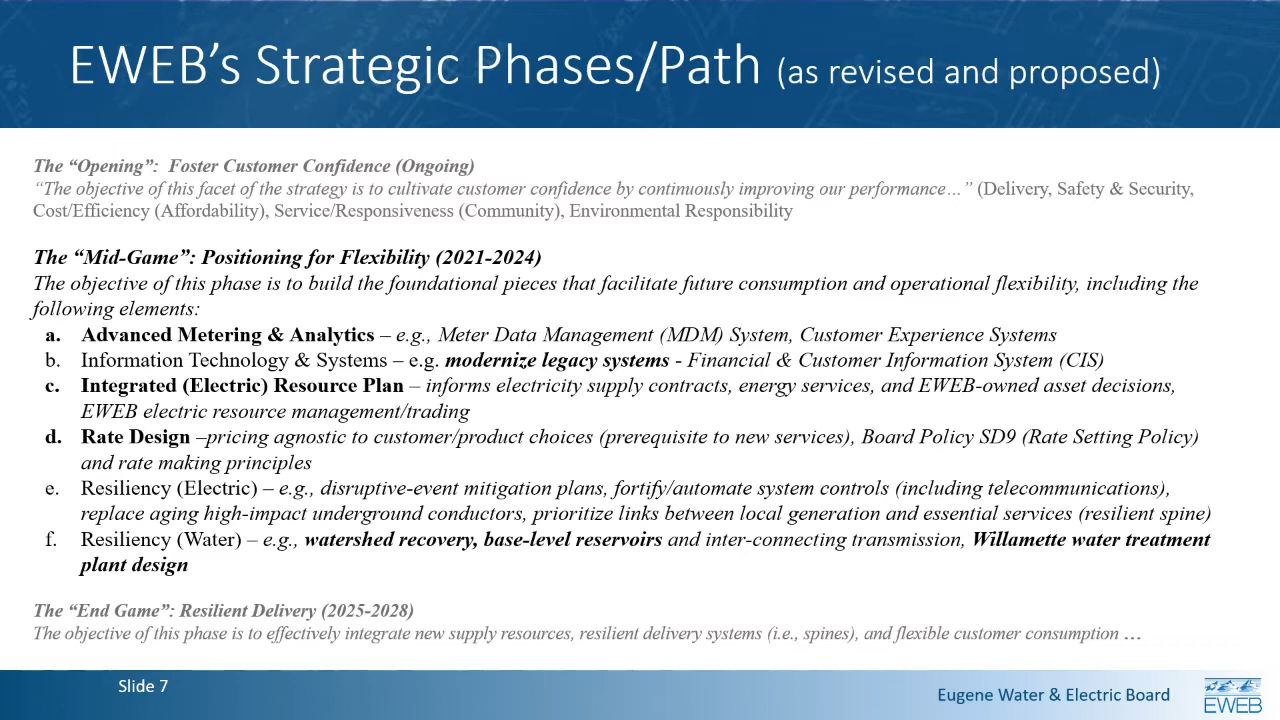 EWEB’s Strategic Phases/Path (as revised and proposed)
The “Opening”:  Foster Customer Confidence (Ongoing)
“The objective of this facet of the strategy is to cultivate customer confidence by continuously improving our performance…” (Delivery, Safety & Security,
Cost/Efficiency (Affordability), Service/Responsiveness (Community), Environmental Responsibility
The “Mid-Game”: Positioning for Flexibility (2021-2024)
The objective of this phase is to build the foundational pieces that facilitate future consumption and operational flexibility, including the
following elements:
a. Advanced Metering & Analytics – e.g., Meter Data Management (MDM) System, Customer Experience Systems
b. Information Technology & Systems – e.g. modernize legacy systems - Financial & Customer Information System (CIS)
c. Integrated (Electric) Resource Plan – informs electricity supply contracts, energy services, and EWEB-owned asset decisions,
EWEB electric resource management/trading
d. Rate Design –pricing agnostic to customer/product choices (prerequisite to new services), Board Policy SD9 (Rate Setting Policy)
and rate making principles
e. Resiliency (Electric) – e.g., disruptive-event mitigation plans, fortify/automate system controls (including telecommunications),
replace aging high-impact underground conductors, prioritize links between local generation and essential services (resilient spine)
f. Resiliency (Water) – e.g., watershed recovery, base-level reservoirs and inter-connecting transmission, Willamette water treatment
plant design
The “End Game”: Resilient Delivery (2025-2028)
The objective of this phase is to effectively integrate new supply resources, resilient delivery systems (i.e., spines), and flexible customer consumption …
Slide 7
Eugene Water & Electric Board
EWEB